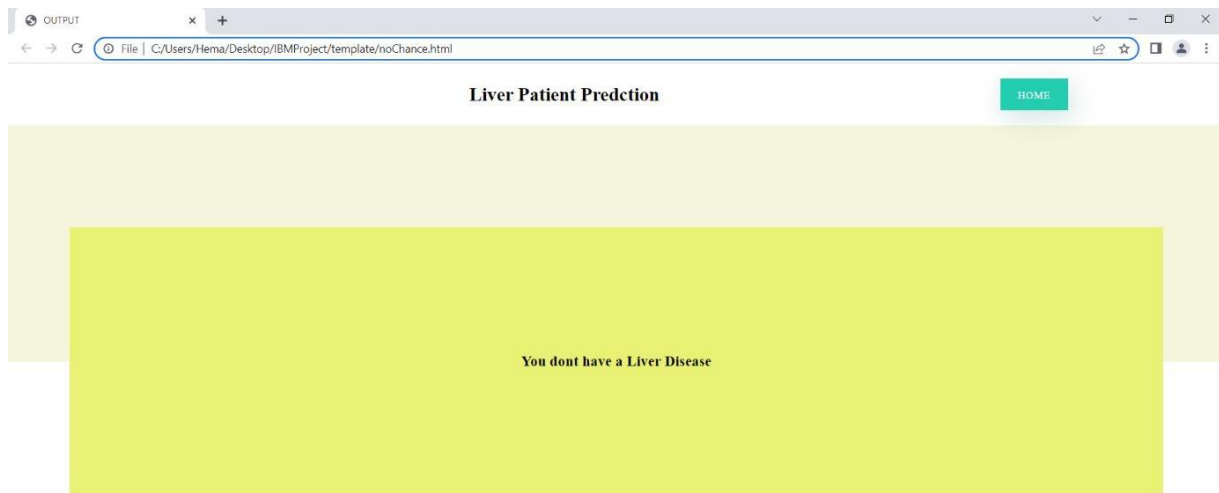 OUTPUT
File | C:/Users/Hema/Desktop/IBMProject/template/noChance.html
Liver Patient Predction
HOME
You dont have a Liver Disease